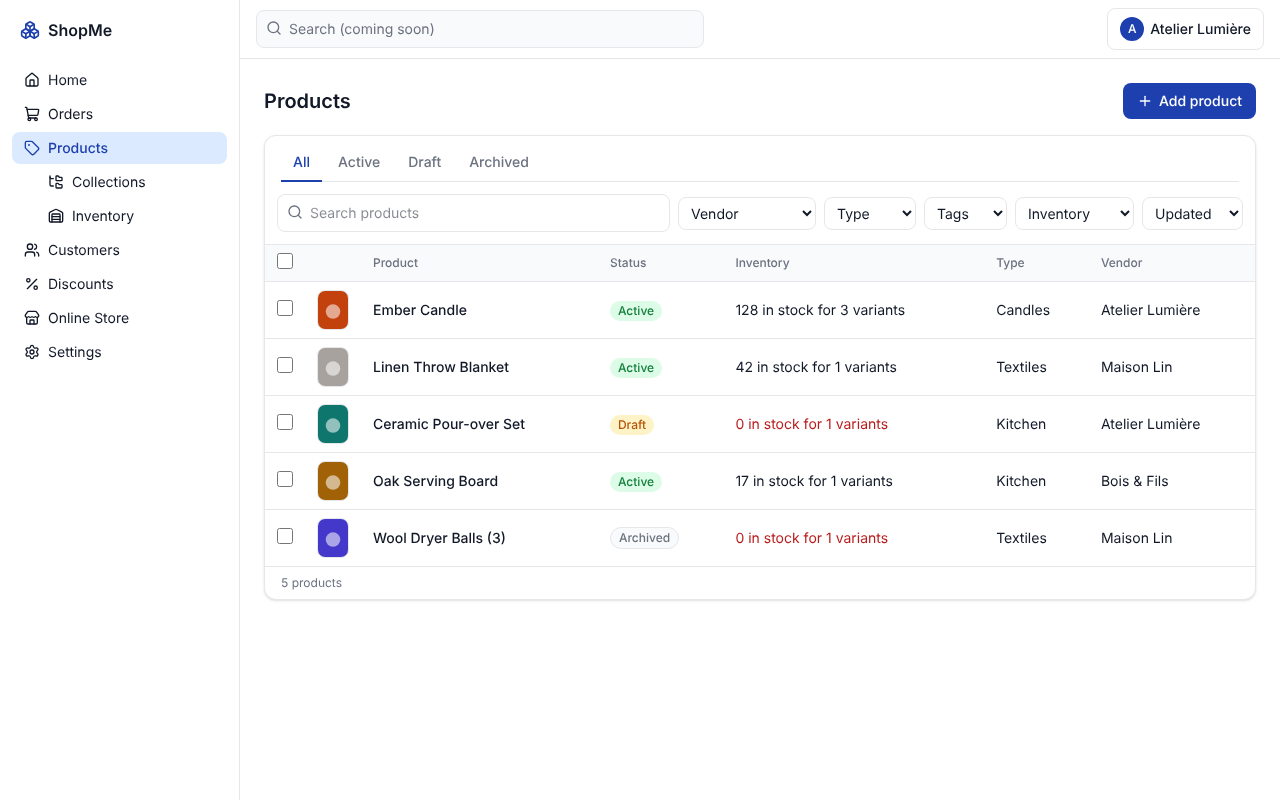 ShopMe
Search (coming soon)
A Atelier Lumière
Home
Orders
Products
Collections
Inventory
Customers
Discounts
Online Store
Settings
Products
Add product
All Active Draft Archived
Search products Vendor Type Tags Inventory Updated
Product Status Inventory Type Vendor
Ember Candle Active 128 in stock for 3 variants Candles Atelier Lumière
Linen Throw Blanket Active 42 in stock for 1 variants Textiles Maison Lin
Ceramic Pour-over Set Draft 0 in stock for 1 variants Kitchen Atelier Lumière
Oak Serving Board Active 17 in stock for 1 variants Kitchen Bois & Fils
Wool Dryer Balls (3) Archived 0 in stock for 1 variants Textiles Maison Lin
5 products